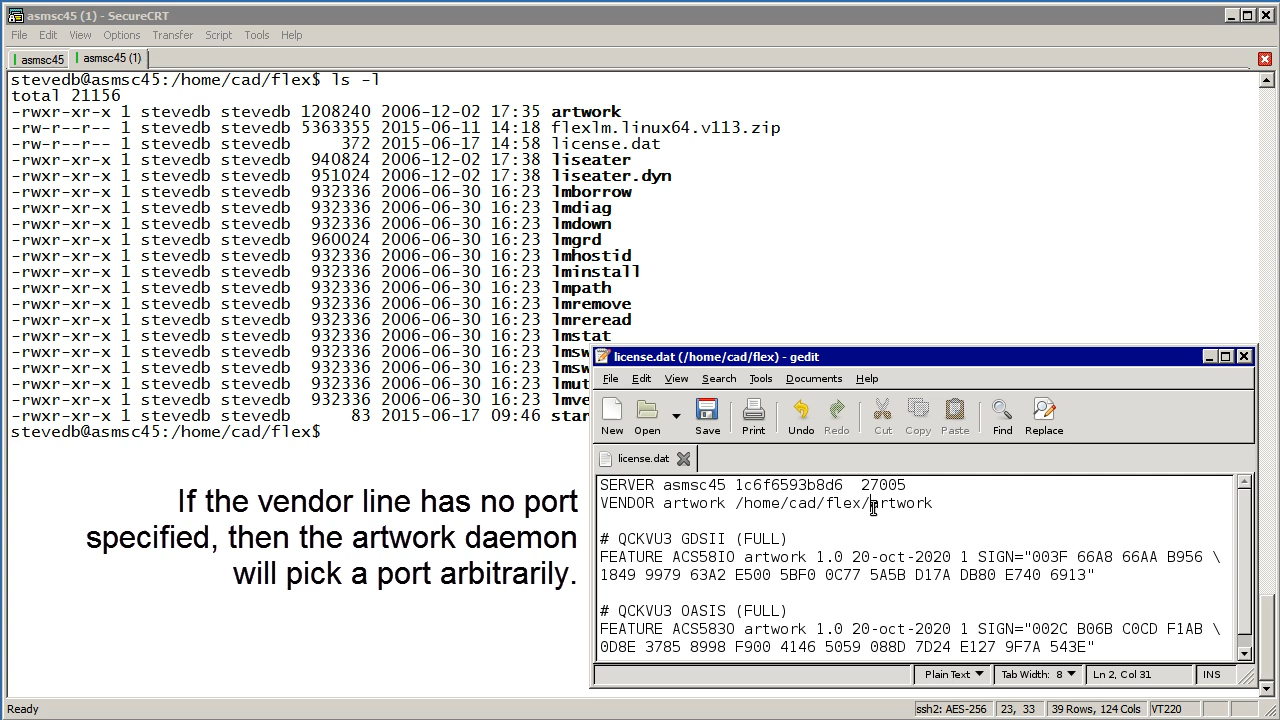 asmsc45 (1) - SecureCRT
File Edit View Options Transfer Script Tools Help
asmsc45 asmsc45 (1)
stevedb@asmsc45:/home/cad/flex$ ls -l
total 21156
-rwxr-xr-x 1 stevedb stevedb 1208240 2006-12-02 17:35 artwork
-rw-r--r-- 1 stevedb stevedb 5363355 2015-06-11 14:18 flexlm.linux64.v113.zip
-rw-r--r-- 1 stevedb stevedb     372 2015-06-17 14:58 license.dat
-rwxr-xr-x 1 stevedb stevedb  940824 2006-12-02 17:38 liseater
-rwxr-xr-x 1 stevedb stevedb  951024 2006-12-02 17:38 liseater.dyn
-rwxr-xr-x 1 stevedb stevedb  932336 2006-06-30 16:23 lmborrow
-rwxr-xr-x 1 stevedb stevedb  932336 2006-06-30 16:23 lmdiag
-rwxr-xr-x 1 stevedb stevedb  932336 2006-06-30 16:23 lmdown
-rwxr-xr-x 1 stevedb stevedb  960024 2006-06-30 16:23 lmgrd
-rwxr-xr-x 1 stevedb stevedb  932336 2006-06-30 16:23 lmhostid
-rwxr-xr-x 1 stevedb stevedb  932336 2006-06-30 16:23 lminstall
-rwxr-xr-x 1 stevedb stevedb  932336 2006-06-30 16:23 lmpath
-rwxr-xr-x 1 stevedb stevedb  932336 2006-06-30 16:23 lmremove
-rwxr-xr-x 1 stevedb stevedb  932336 2006-06-30 16:23 lmreread
-rwxr-xr-x 1 stevedb stevedb  932336 2006-06-30 16:23 lmstat
-rwxr-xr-x 1 stevedb stevedb  932336 2006-06-30 16:23 lmsw
-rwxr-xr-x 1 stevedb stevedb  932336 2006-06-30 16:23 lmsw
-rwxr-xr-x 1 stevedb stevedb  932336 2006-06-30 16:23 lmut
-rwxr-xr-x 1 stevedb stevedb  932336 2006-06-30 16:23 lmve
-rwxr-xr-x 1 stevedb stevedb      83 2015-06-17 09:46 star
stevedb@asmsc45:/home/cad/flex$
If the vendor line has no port
specified, then the artwork daemon
will pick a port arbitrarily.
license.dat (/home/cad/flex) - gedit
File Edit View Search Tools Documents Help
New Open Save Print Undo Redo Cut Copy Paste Find Replace
license.dat
SERVER asmsc45 1c6f6593b8d6  27005
VENDOR artwork /home/cad/flex/artwork
# QCKVU3 GDSII (FULL)
FEATURE ACS58IO artwork 1.0 20-oct-2020 1 SIGN="003F 66A8 66AA B956 \
1849 9979 63A2 E500 5BF0 0C77 5A5B D17A DB80 E740 6913"
# QCKVU3 OASIS (FULL)
FEATURE ACS583O artwork 1.0 20-oct-2020 1 SIGN="002C B06B C0CD F1AB \
0D8E 3785 8998 F900 4146 5059 088D 7D24 E127 9F7A 543E"
Plain Text Tab Width: 8 Ln 2, Col 31 INS
Ready ssh2: AES-256 23, 33 39 Rows, 124 Cols VT220